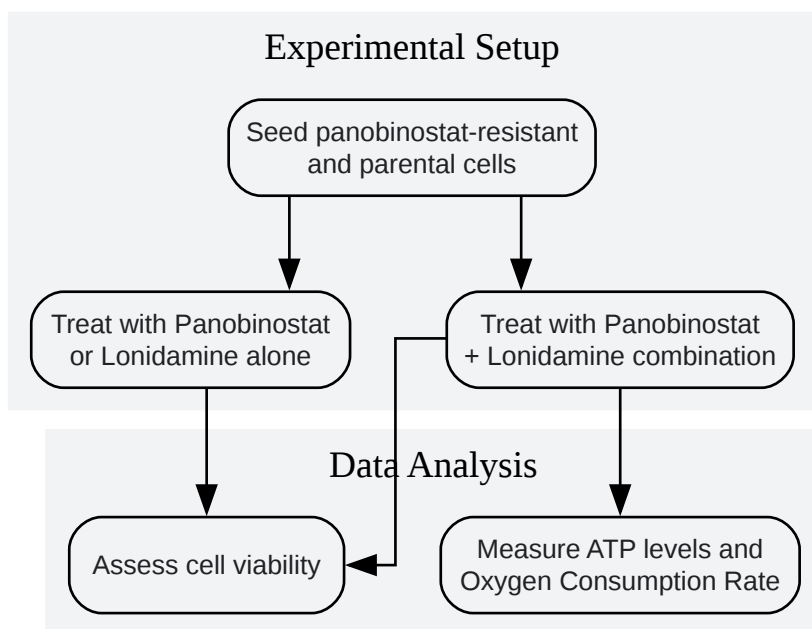 Experimental Setup
Seed panobinostat-resistant
and parental cells
Treat with Panobinostat
or Lonidamine alone
Treat with Panobinostat
+ Lonidamine combination
Data Analysis
Assess cell viability
Measure ATP levels and
Oxygen Consumption Rate